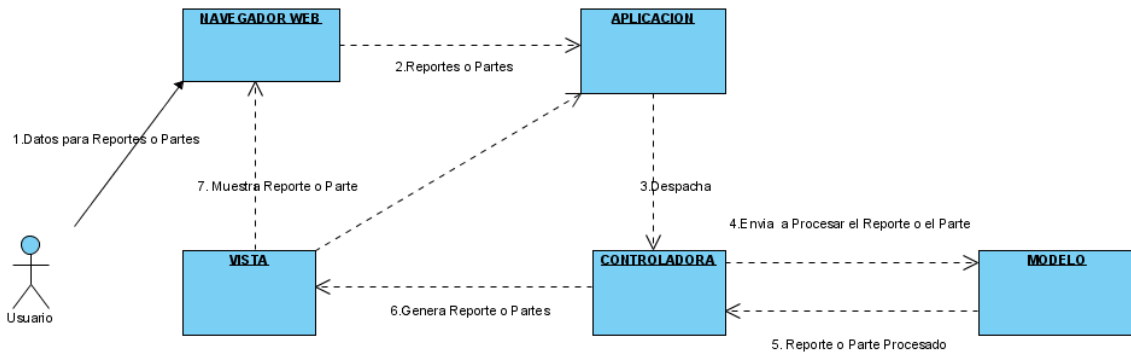 NAVEGADOR WEB
APLICACION
2.Reportes o Partes
1.Datos para Reportes o Partes
7. Muestra Reporte o Parte
3.Despacha
4.Envia a Procesar el Reporte o el Parte
VISTA
CONTROLADORA
MODELO
6.Genera Reporte o Partes
Usuario
5. Reporte o Parte Procesado